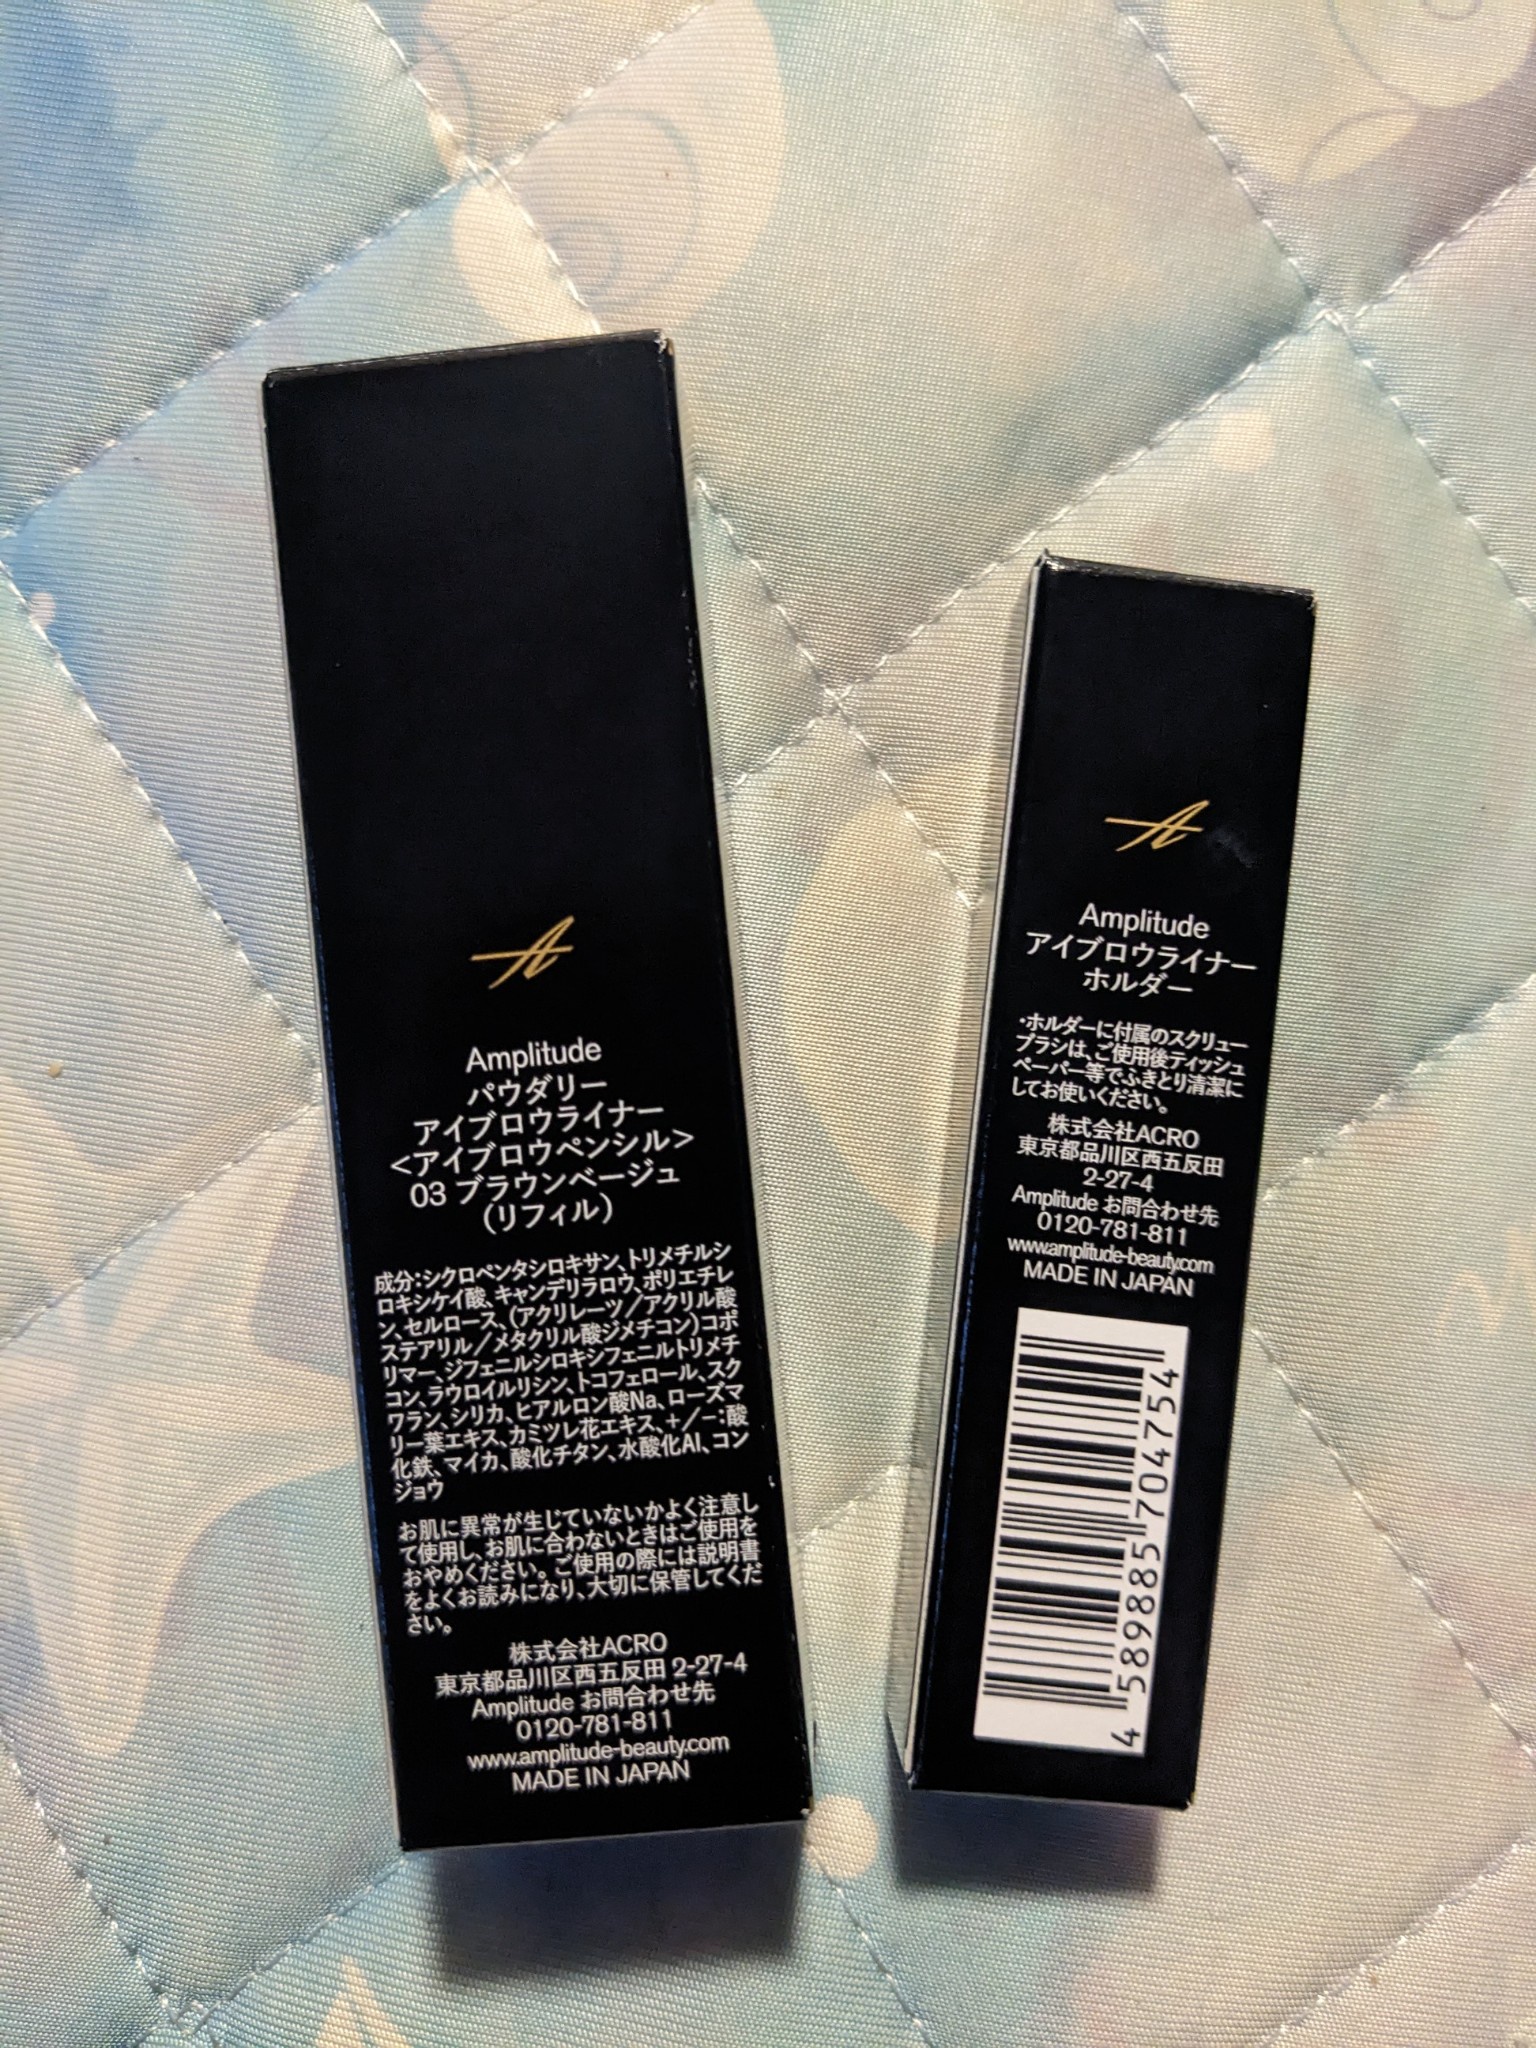 Amplitude
パウダリー
アイブロウライナー
<アイブロウペンシル>
03 ブラウンベージュ
(リフィル)
成分:シクロペンタシロキサン、トリメチルシ
ロキシケイ酸、キャンデリラロウ、ポリエチレ
ン、セルロース、(アクリレーツ/アクリル酸
ステアリル/メタクリル酸ジメチコン)コポ
リマー、ジフェニルシロキシフェニルトリメチ
コン、ラウロイルリシン、トコフェロール、スク
ワラン、シリカ、ヒアルロン酸Na、ローズマ
リー葉エキス、カミツレ花エキス、+/-:酸
化鉄、マイカ、酸化チタン、水酸化Al、コン
ジョウ
お肌に異常が生じていないかよく注意し
て使用し、お肌に合わないときはご使用を
おやめください。ご使用の際には説明書
をよくお読みになり、大切に保管してくだ
さい。
株式会社ACRO
東京都品川区西五反田 2-27-4
Amplitude お問合わせ先
0120-781-811
www.amplitude-beauty.com
MADE IN JAPAN
Amplitude
アイブロウライナー
ホルダー
・ホルダーに付属のスクリュー
ブラシは、ご使用後ティッシュ
ペーパー等でふきとり清潔に
してお使いください。
株式会社ACRO
東京都品川区西五反田
2-27-4
Amplitude お問合わせ先
0120-781-811
www.amplitude-beauty.com
MADE IN JAPAN
4 589885 704754